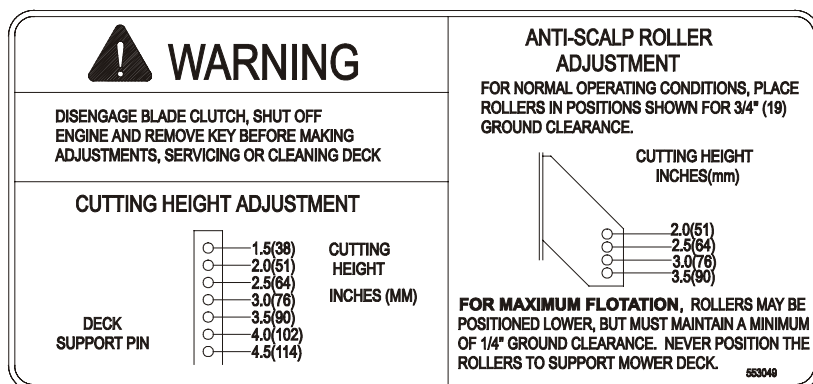 WARNING
DISENGAGE BLADE CLUTCH, SHUT OFF
ENGINE AND REMOVE KEY BEFORE MAKING
ADJUSTMENTS, SERVICING OR CLEANING DECK
CUTTING HEIGHT ADJUSTMENT
1.5(38)
2.0(51)
2.5(64)
3.0(76)
3.5(90)
4.0(102)
4.5(114)
CUTTING
HEIGHT
INCHES (MM)
DECK
SUPPORT PIN
ANTI-SCALP ROLLER
ADJUSTMENT
FOR NORMAL OPERATING CONDITIONS, PLACE
ROLLERS IN POSITIONS SHOWN FOR 3/4" (19)
GROUND CLEARANCE.
CUTTING HEIGHT
INCHES(mm)
2.0(51)
2.5(64)
3.0(76)
3.5(90)
FOR MAXIMUM FLOTATION, ROLLERS MAY BE
POSITIONED LOWER, BUT MUST MAINTAIN A MINIMUM
OF 1/4" GROUND CLEARANCE. NEVER POSITION THE
ROLLERS TO SUPPORT MOWER DECK.
553049